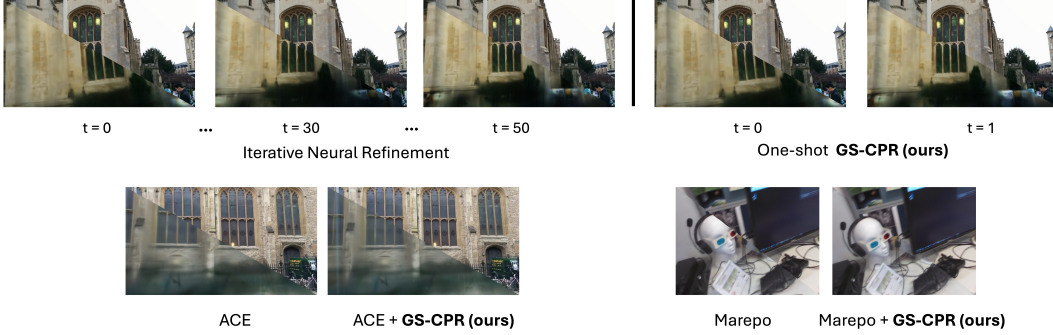 t = 0 ... t = 30 ... t = 50
Iterative Neural Refinement
t = 0 t = 1
One-shot GS-CPR (ours)
ACE ACE + GS-CPR (ours)
Marepo Marepo + GS-CPR (ours)